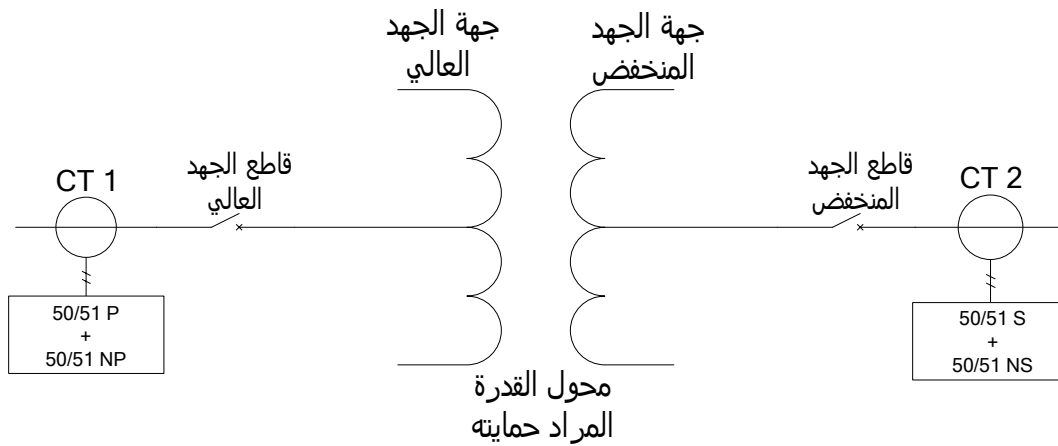 جهة الجهد
العالي
جهة الجهد
المنخفض
قاطع الجهد
العالي
قاطع الجهد
المنخفض
CT 1
CT 2
50/51 P
+
50/51 NP
50/51 S
+
50/51 NS
محول القدرة
المراد حمايته